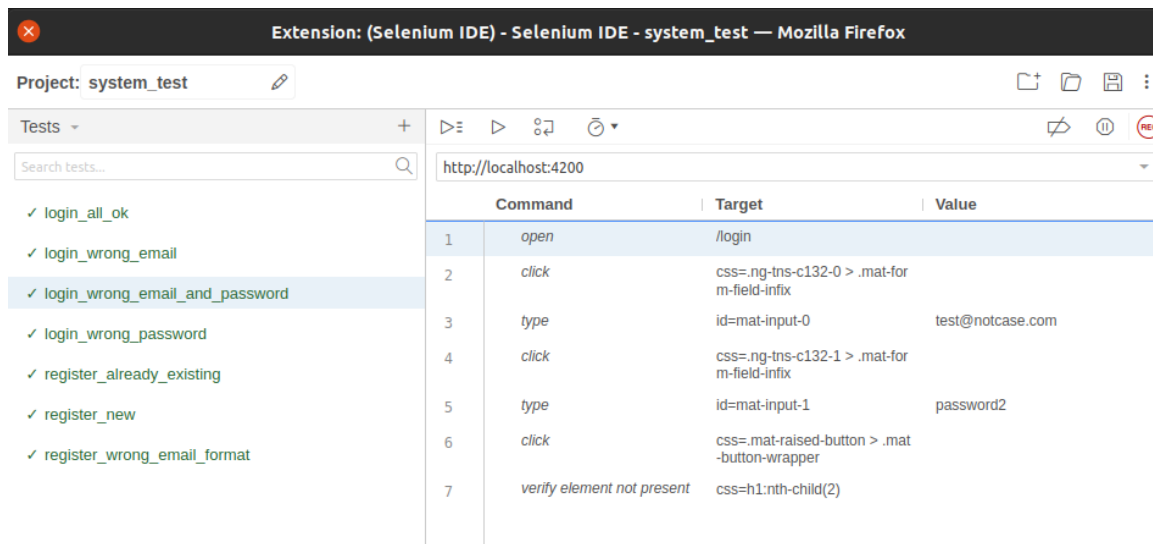 Extension: (Selenium IDE) - Selenium IDE - system_test — Mozilla Firefox
Project: system_test
Tests
Search tests...
✓ login_all_ok
✓ login_wrong_email
✓ login_wrong_email_and_password
✓ login_wrong_password
✓ register_already_existing
✓ register_new
✓ register_wrong_email_format
http://localhost:4200
Command Target Value
1 open /login
2 click css=.ng-tns-c132-0 > .mat-for
m-field-infix
3 type id=mat-input-0 test@notcase.com
4 click css=.ng-tns-c132-1 > .mat-for
m-field-infix
5 type id=mat-input-1 password2
6 click css=.mat-raised-button > .mat
-button-wrapper
7 verify element not present css=h1:nth-child(2)